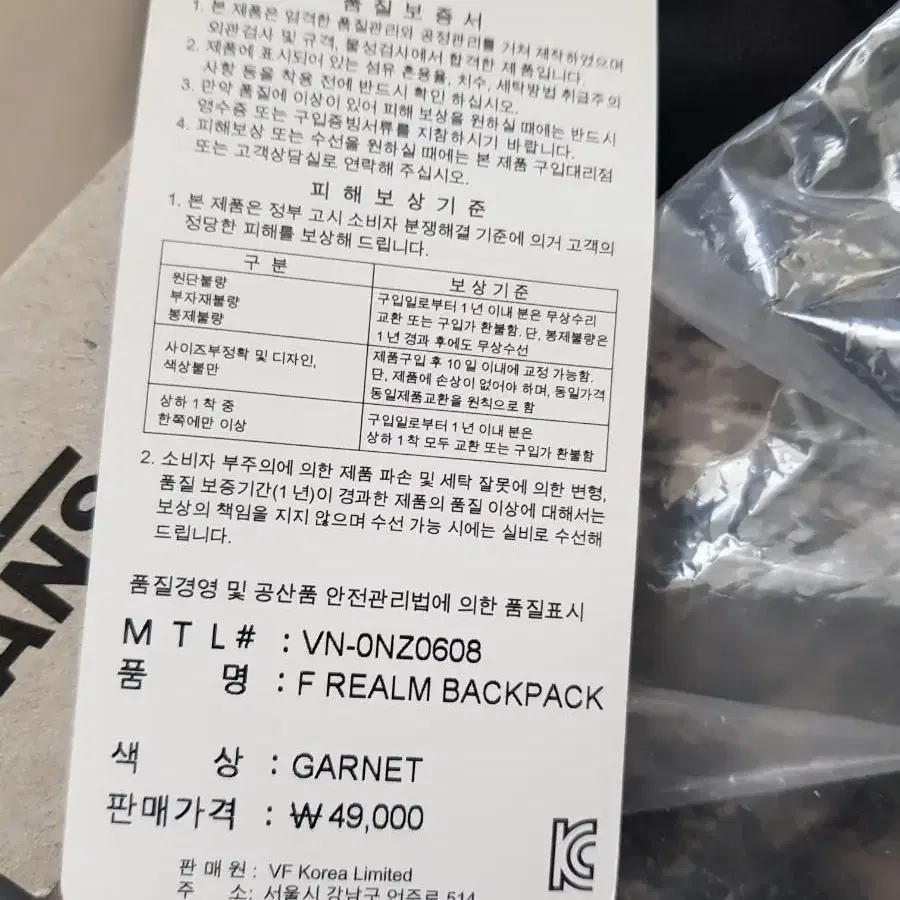 품 질 보 증 서
1. 본 제품은 엄격한 품질관리와 공정관리를 거쳐 제작하였으며
외관검사 및 규격, 물성검사에서 합격한 제품입니다.
2. 제품에 표시되어 있는 섬유 혼용율, 치수, 세탁방법 취급주의
사항 등을 착용 전에 반드시 확인 하십시오.
3. 만약 품질에 이상이 있어 피해 보상을 원하실 때에는 반드시
영수증 또는 구입증빙서류를 지참하시기 바랍니다.
4. 피해보상 또는 수선을 원하실 때에는 본 제품 구입대리점
또는 고객상담실로 연락해 주십시오.
피 해 보 상 기 준
1. 본 제품은 정부 고시 소비자 분쟁해결 기준에 의거 고객의
정당한 피해를 보상해 드립니다.
구 분
보 상 기 준
원단불량
부자재불량
봉제불량
구입일로부터 1 년 이내 분은 무상수리
교환 또는 구입가 환불함. 단, 봉제불량은
1 년 경과 후에도 무상수선
사이즈부정확 및 디자인,
색상불만
제품구입 후 10 일 이내에 교정 가능함.
단, 제품에 손상이 없어야 하며, 동일가격
동일제품교환을 원칙으로 함
상하 1 착 중
한쪽에만 이상
구입일로부터 1 년 이내 분은
상하 1 착 모두 교환 또는 구입가 환불함
2. 소비자 부주의에 의한 제품 파손 및 세탁 잘못에 의한 변형,
품질 보증기간(1 년)이 경과한 제품의 품질 이상에 대해서는
보상의 책임을 지지 않으며 수선 가능 시에는 실비로 수선해
드립니다.
품질경영 및 공산품 안전관리법에 의한 품질표시
M T L # : VN-0NZ0608
품 명 : F REALM BACKPACK
색 상 : GARNET
판매가격 : ₩ 49,000
판 매 원 : VF Korea Limited
주 소: 서울시 강남구 언주로 514
KC